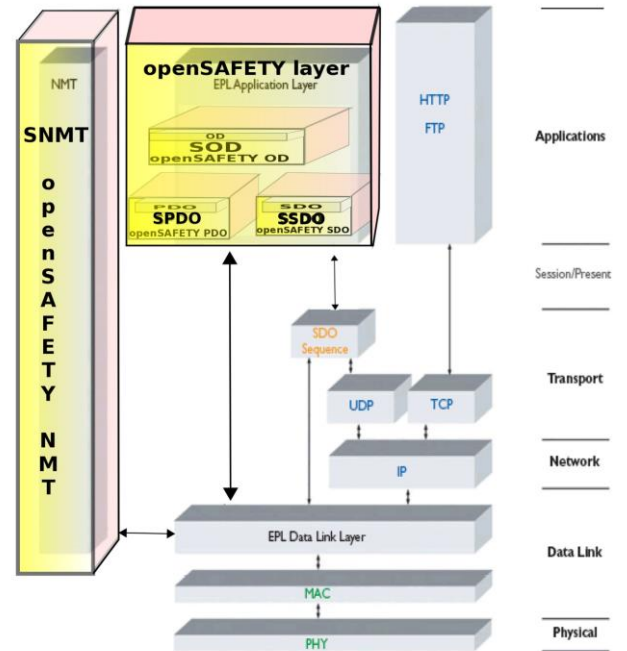 NMT
SNMT
openSAFETY NMT
openSAFETY layer
EPL Application Layer
OD
SOD
openSAFETY OD
PDO
SPDO
openSAFETY PDO
SDO
SSDO
openSAFETY SDO
HTTP
FTP
Applications
Session/Present
SDO
Sequence
UDP
TCP
Transport
IP
Network
EPL Data Link Layer
MAC
Data Link
PHY
Physical